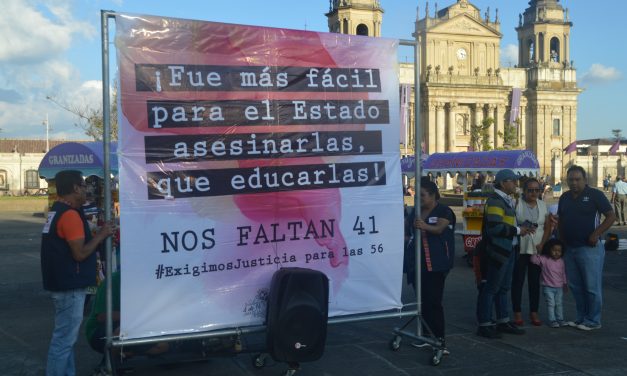 GRANIZADAS
¡Fue más fácil
para el Estado
asesinarlas,
que educarlas!
NOS FALTAN 41
#ExigimosJusticia para las 56